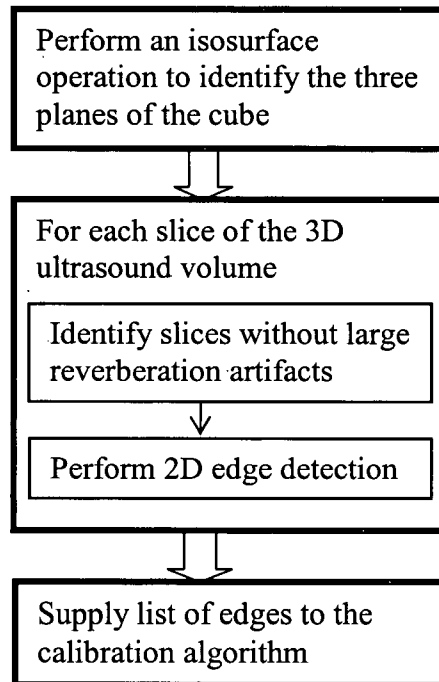 Perform an isosurface
operation to identify the three
planes of the cube
For each slice of the 3D
ultrasound volume
Identify slices without large
reverberation artifacts
Perform 2D edge detection
Supply list of edges to the
calibration algorithm